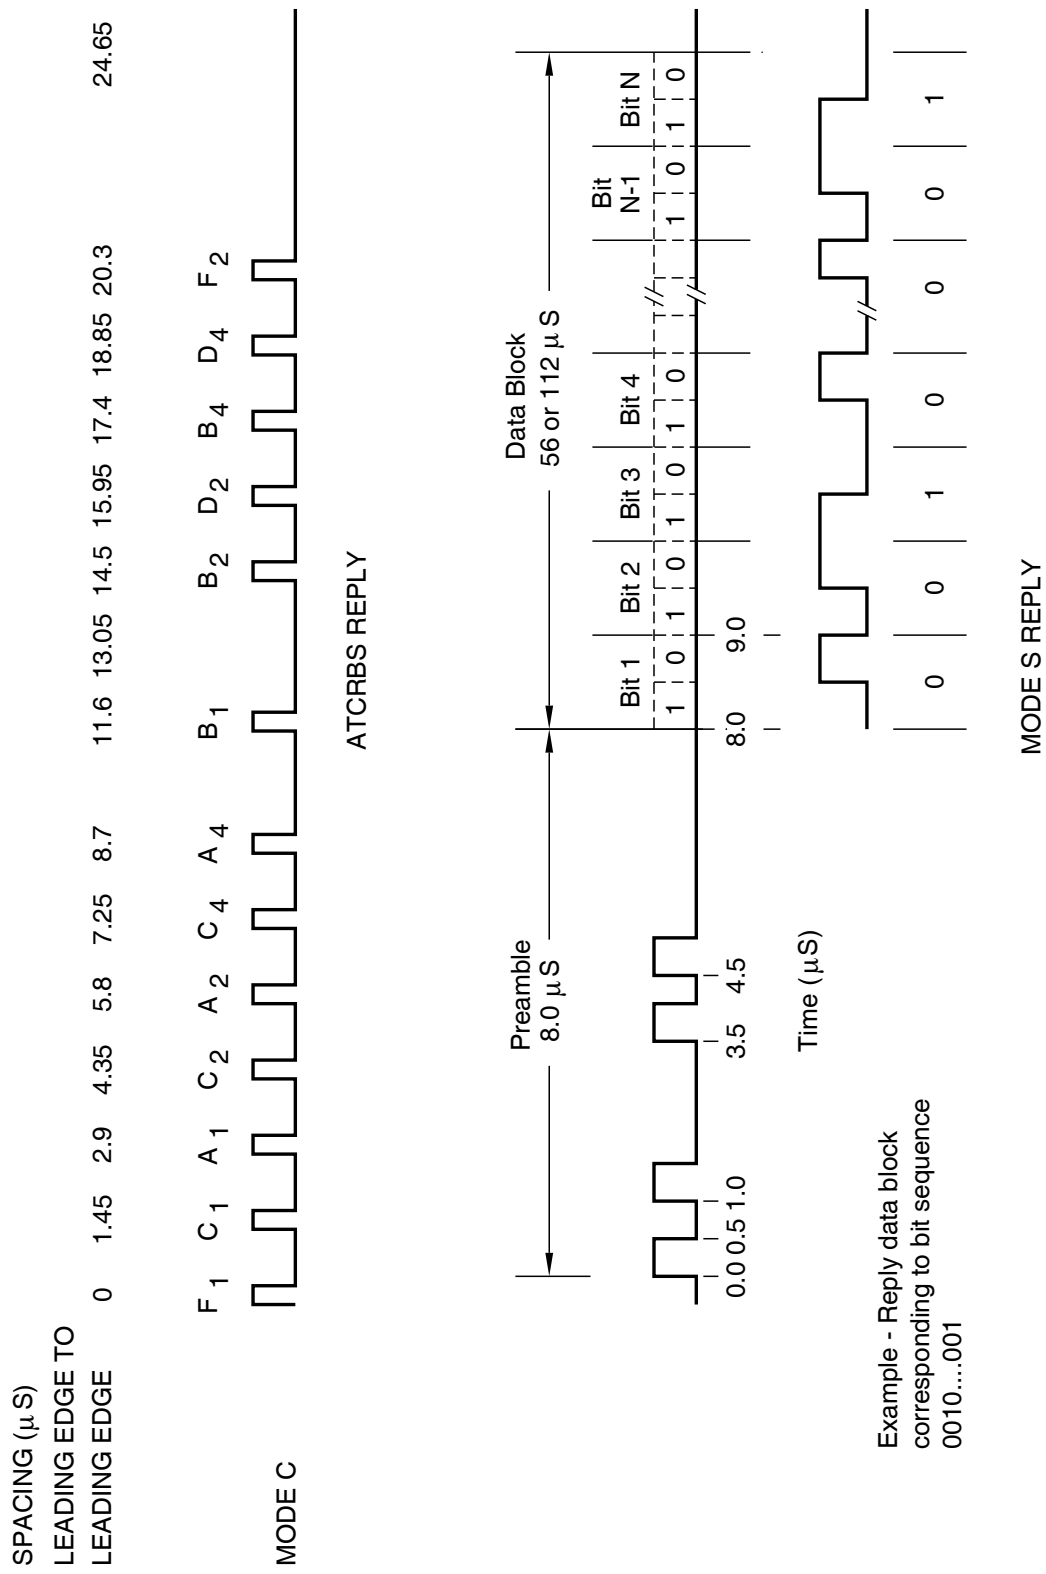 SPACING (μ S)
LEADING EDGE TO
LEADING EDGE 0 1.45 2.9 4.35 5.8 7.25 8.7 11.6 13.05 14.5 15.95 17.4 18.85 20.3 24.65
F1 C1 A1 C2 A2 C4 A4 B1 B2 D2 B4 D4 F2
MODE C
ATCRBS REPLY
Preamble
8.0 μ S
Data Block
56 or 112 μ S
Bit 1 Bit 2 Bit 3 Bit 4 Bit N-1 Bit N
1 0 1 0 1 0 1 0 1 0 1 0
0.0 0.5 1.0 3.5 4.5 8.0 9.0
Time (μS)
Example - Reply data block
corresponding to bit sequence
0010....001
0 0 1 0 0 0 1
MODE S REPLY